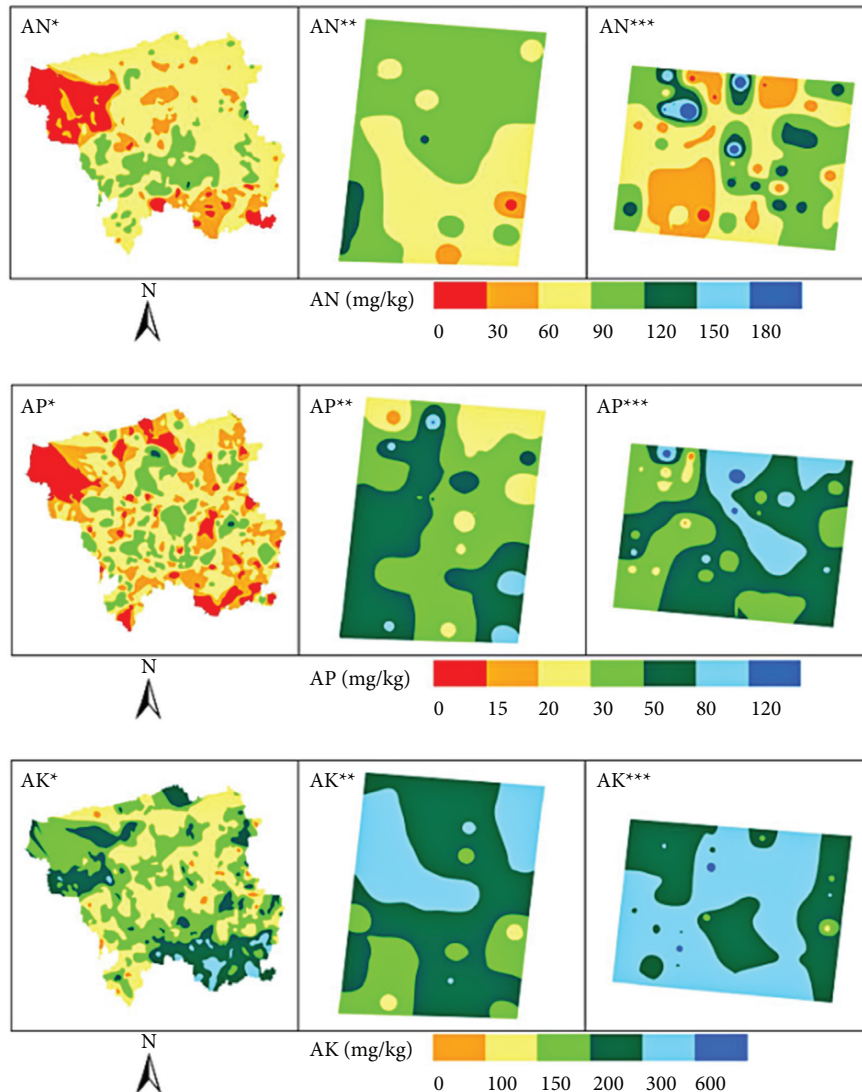 AN* AN** AN***
N
AN (mg/kg)
0 30 60 90 120 150 180
AP* AP** AP***
N
AP (mg/kg)
0 15 20 30 50 80 120
AK* AK** AK***
N
AK (mg/kg)
0 100 150 200 300 600